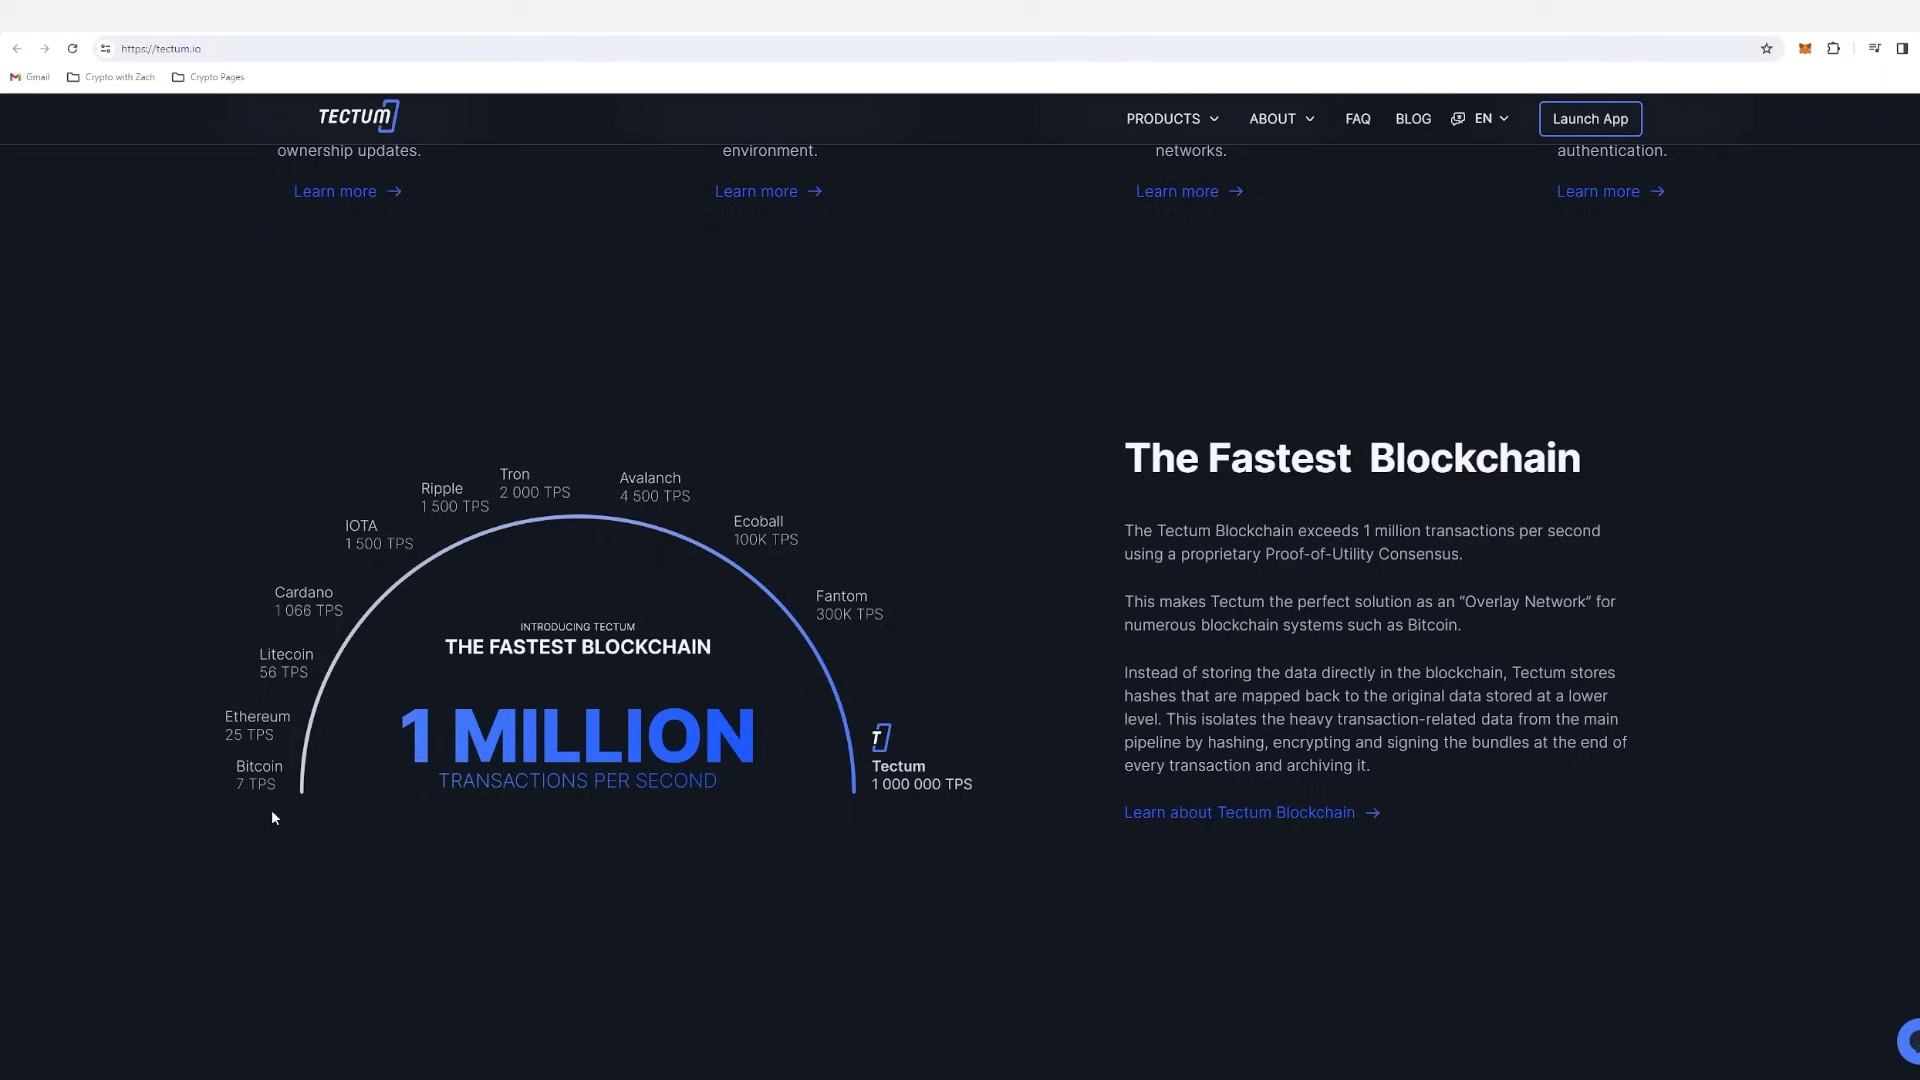 https://tectum.io
Gmail
Crypto with Zach
Crypto Pages
TECTUM
PRODUCTS
ABOUT
FAQ
BLOG
EN
Launch App
ownership updates.
environment.
networks.
authentication.
Learn more
Learn more
Learn more
Learn more
Tron
2 000 TPS
Avalanch
4 500 TPS
Ripple
1 500 TPS
Ecoball
100K TPS
IOTA
1 500 TPS
Cardano
1 066 TPS
Fantom
300K TPS
Litecoin
56 TPS
Ethereum
25 TPS
Bitcoin
7 TPS
INTRODUCING TECTUM
THE FASTEST BLOCKCHAIN
1 MILLION
TRANSACTIONS PER SECOND
T
Tectum
1 000 000 TPS
The Fastest Blockchain
The Tectum Blockchain exceeds 1 million transactions per second
using a proprietary Proof-of-Utility Consensus.
This makes Tectum the perfect solution as an “Overlay Network” for
numerous blockchain systems such as Bitcoin.
Instead of storing the data directly in the blockchain, Tectum stores
hashes that are mapped back to the original data stored at a lower
level. This isolates the heavy transaction-related data from the main
pipeline by hashing, encrypting and signing the bundles at the end of
every transaction and archiving it.
Learn about Tectum Blockchain